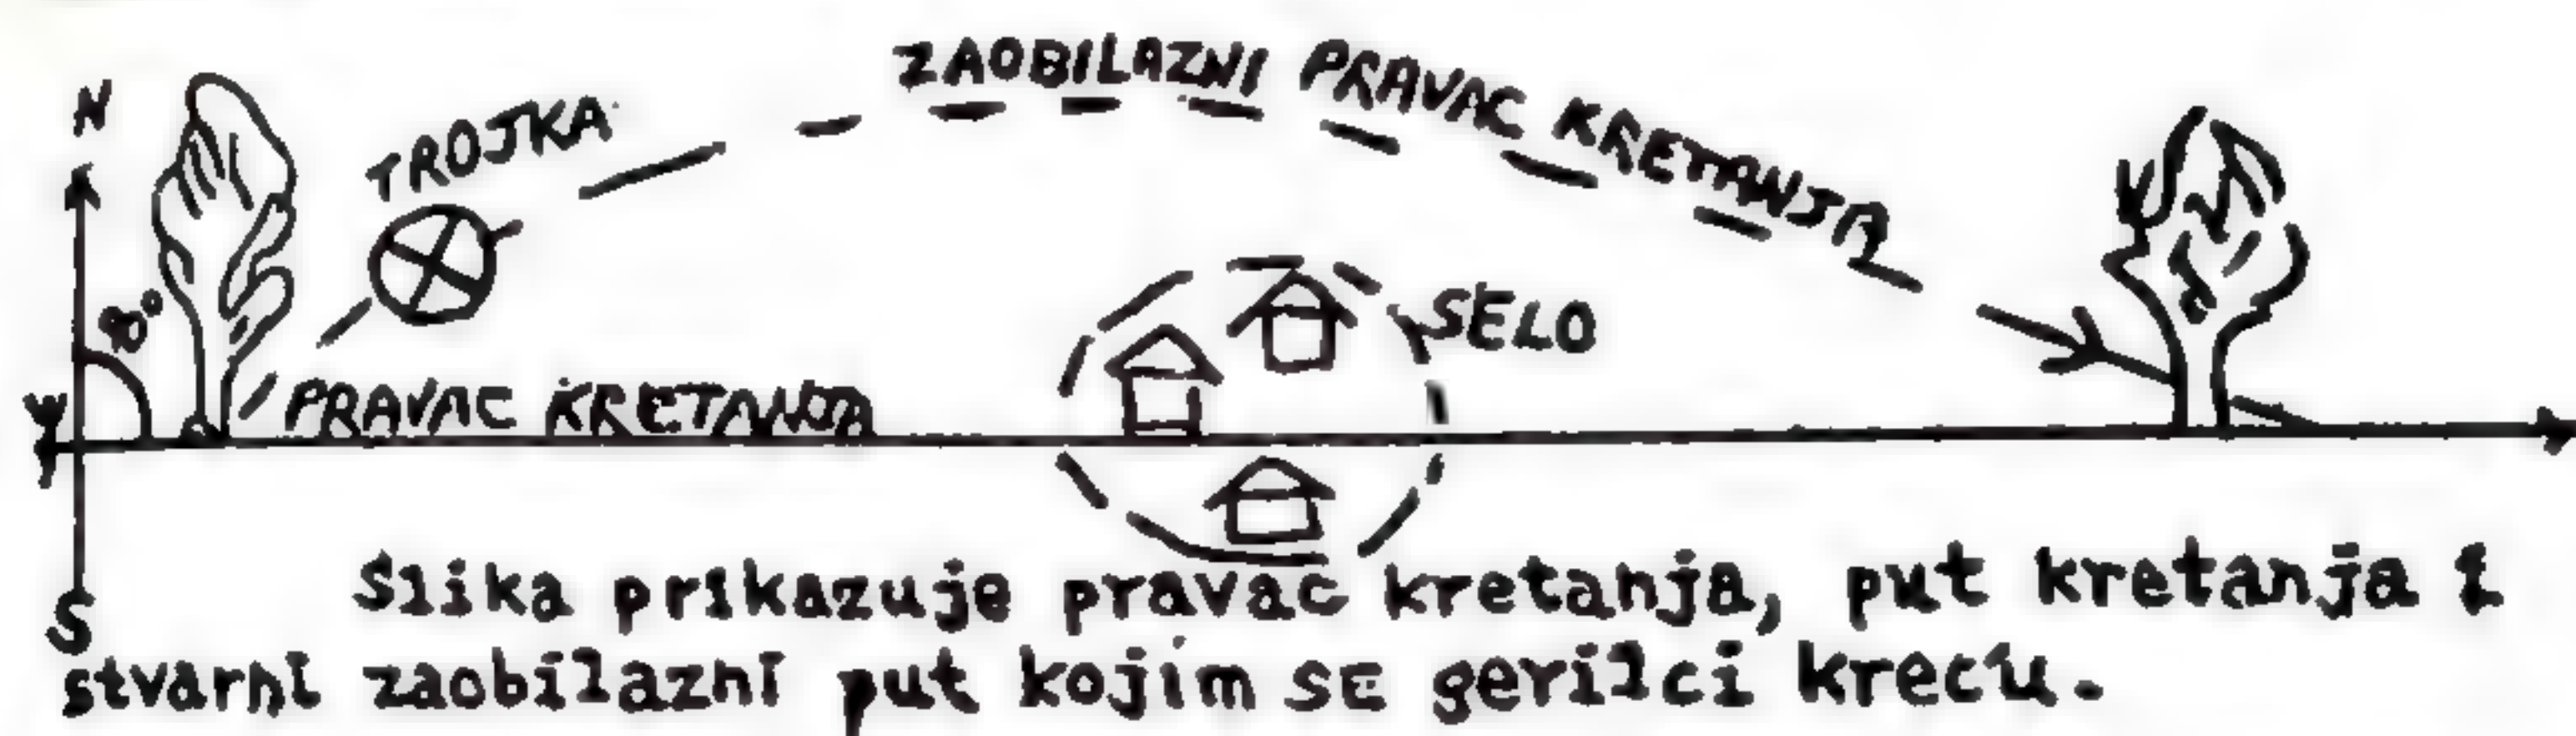 ZAOBILAZNI PRAVAC KRETANJA
N
TROJKA
SELO
PRAVAC KRETANJA
W
S
Slika prikazuje pravac kretanja, put kretanja i
stvarni zaobilazni put kojim SE gerilci kreću.